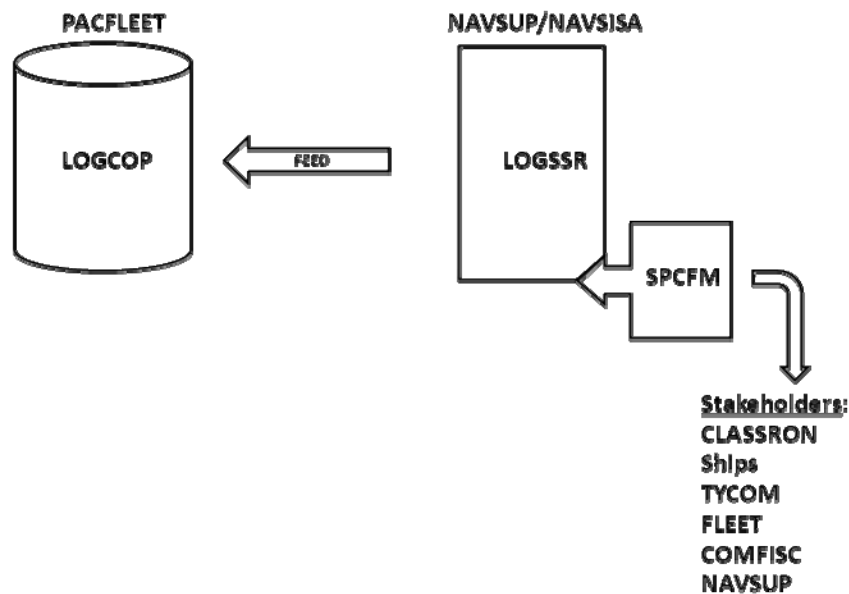 PACFLEET
NAVSUP/NAVSISA
LOGCOP
FEED
LOGSSR
SPCFM
Stakeholders:
CLASSRON
Ships
TYCOM
FLEET
COMFISC
NAVSUP